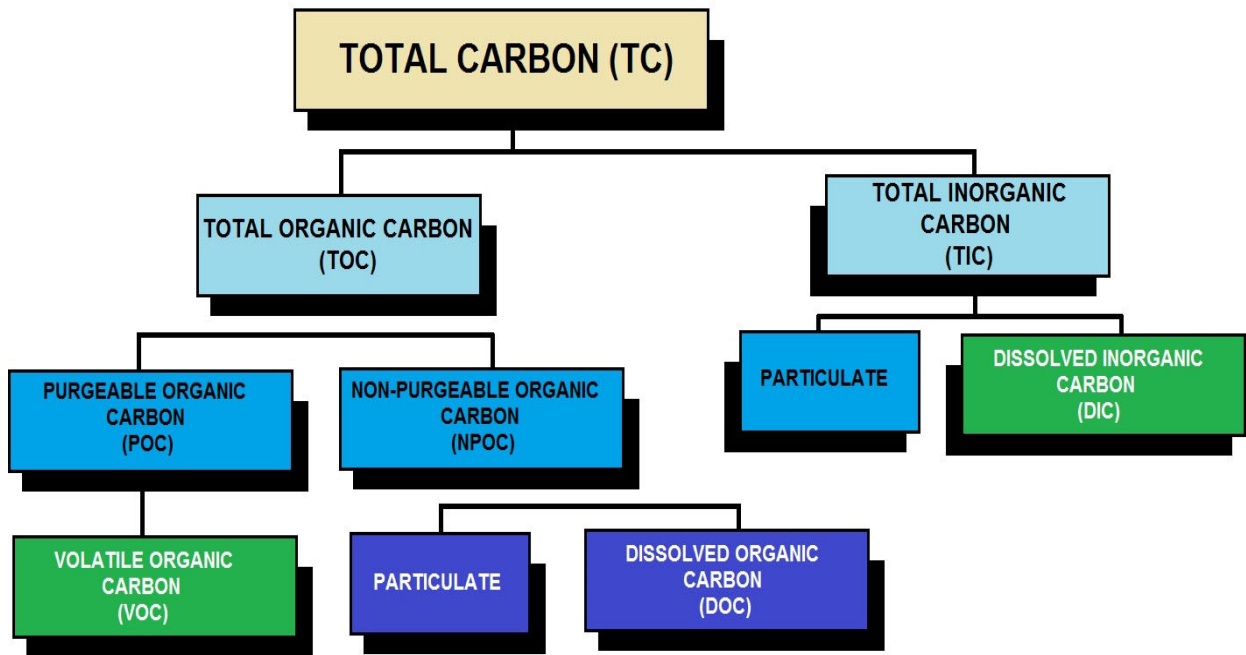 TOTAL CARBON (TC)
TOTAL ORGANIC CARBON
(TOC)
TOTAL INORGANIC
CARBON
(TIC)
PURGEABLE ORGANIC
CARBON
(POC)
NON-PURGEABLE ORGANIC
CARBON
(NPOC)
PARTICULATE
DISSOLVED INORGANIC
CARBON
(DIC)
VOLATILE ORGANIC
CARBON
(VOC)
PARTICULATE
DISSOLVED ORGANIC
CARBON
(DOC)